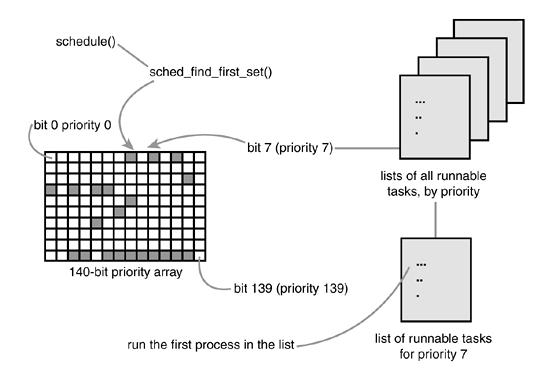 schedule()
sched_find_first_set()
bit 0 priority 0
bit 7 (priority 7)
...
..
.
lists of all runnable
tasks, by priority
140-bit priority array
bit 139 (priority 139)
...
..
.
run the first process in the list
list of runnable tasks
for priority 7